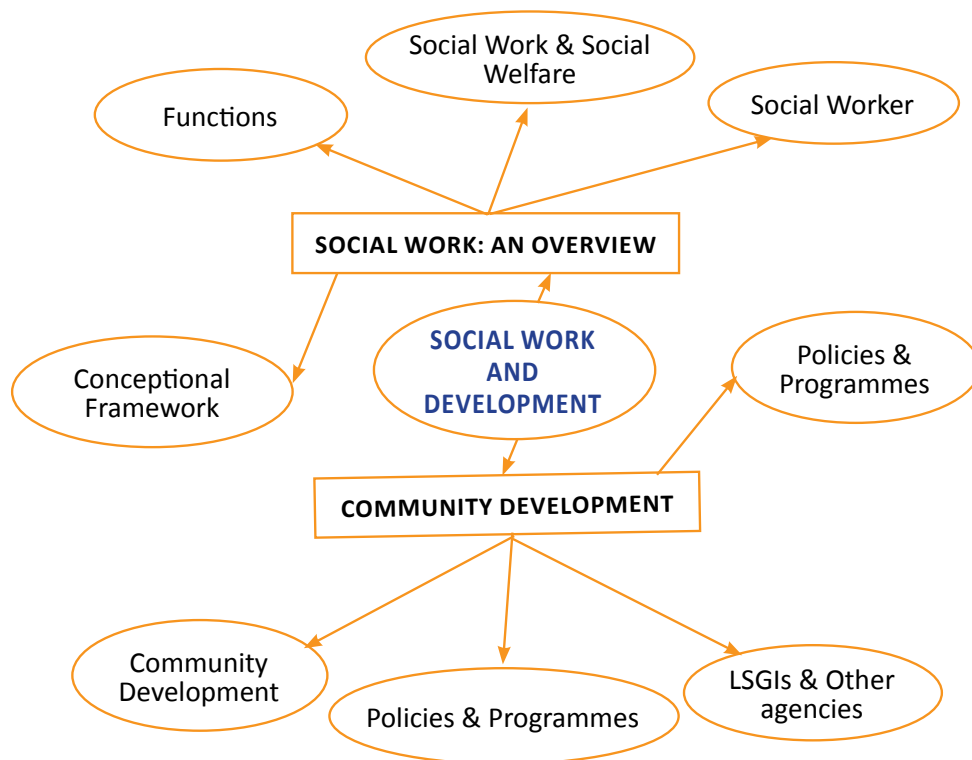 Social Work & Social
Welfare
Functions
Social Worker
SOCIAL WORK: AN OVERVIEW
Conceptional
Framework
SOCIAL WORK
AND
DEVELOPMENT
Policies &
Programmes
COMMUNITY DEVELOPMENT
Community
Development
Policies & Programmes
LSGIs & Other
agencies